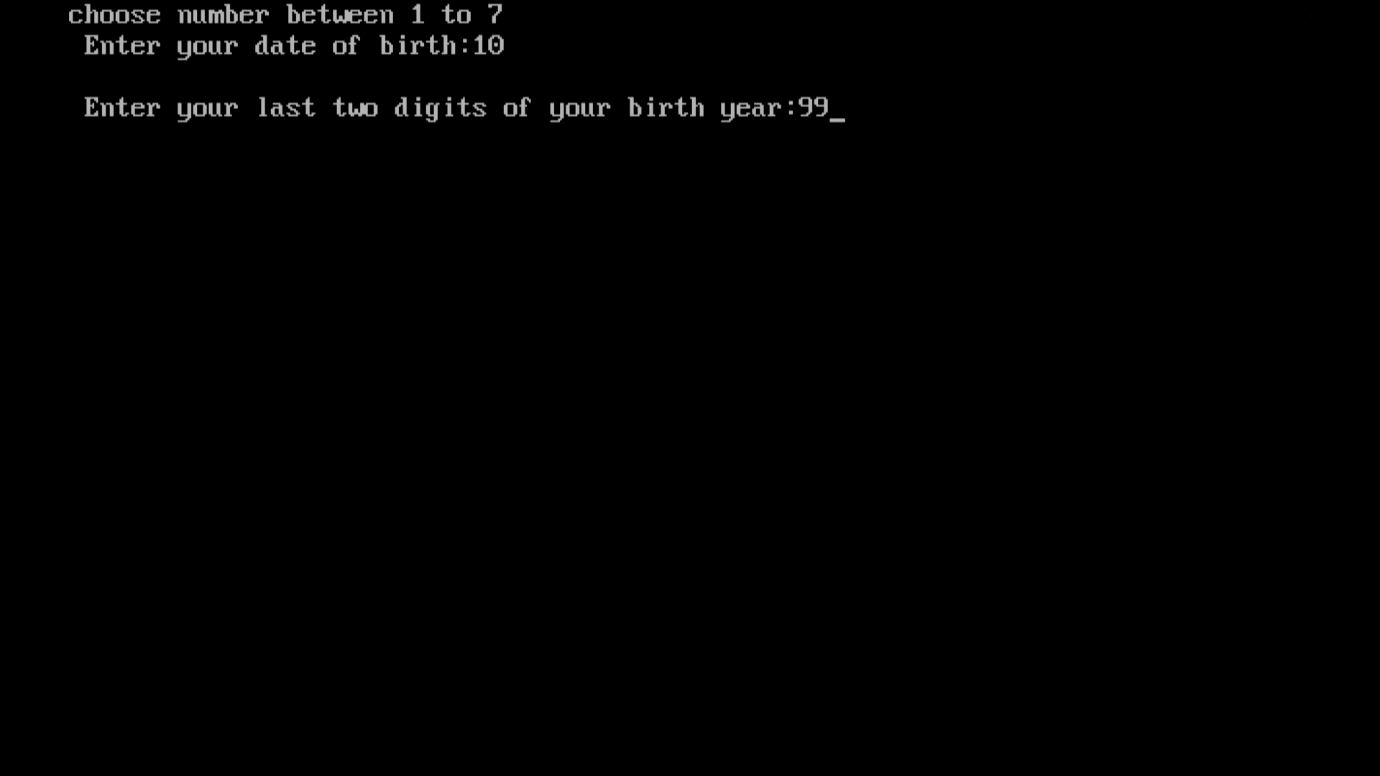 choose number between 1 to 7
Enter your date of birth:10
Enter your last two digits of your birth year:99_